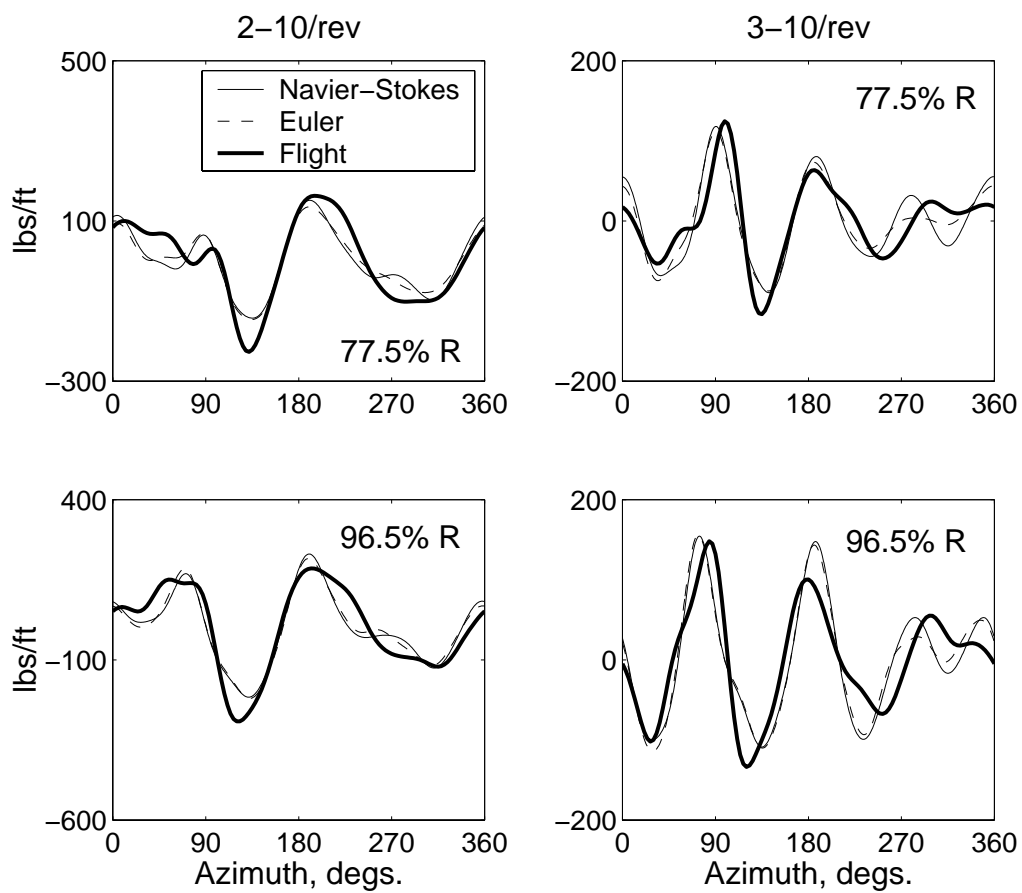 2−10/rev
3−10/rev
500
100
−300
lbs/ft
Navier−Stokes
Euler
Flight
77.5% R
0 90 180 270 360
200
0
−200
77.5% R
0 90 180 270 360
400
−100
−600
lbs/ft
96.5% R
0 90 180 270 360
Azimuth, degs.
200
0
−200
96.5% R
0 90 180 270 360
Azimuth, degs.